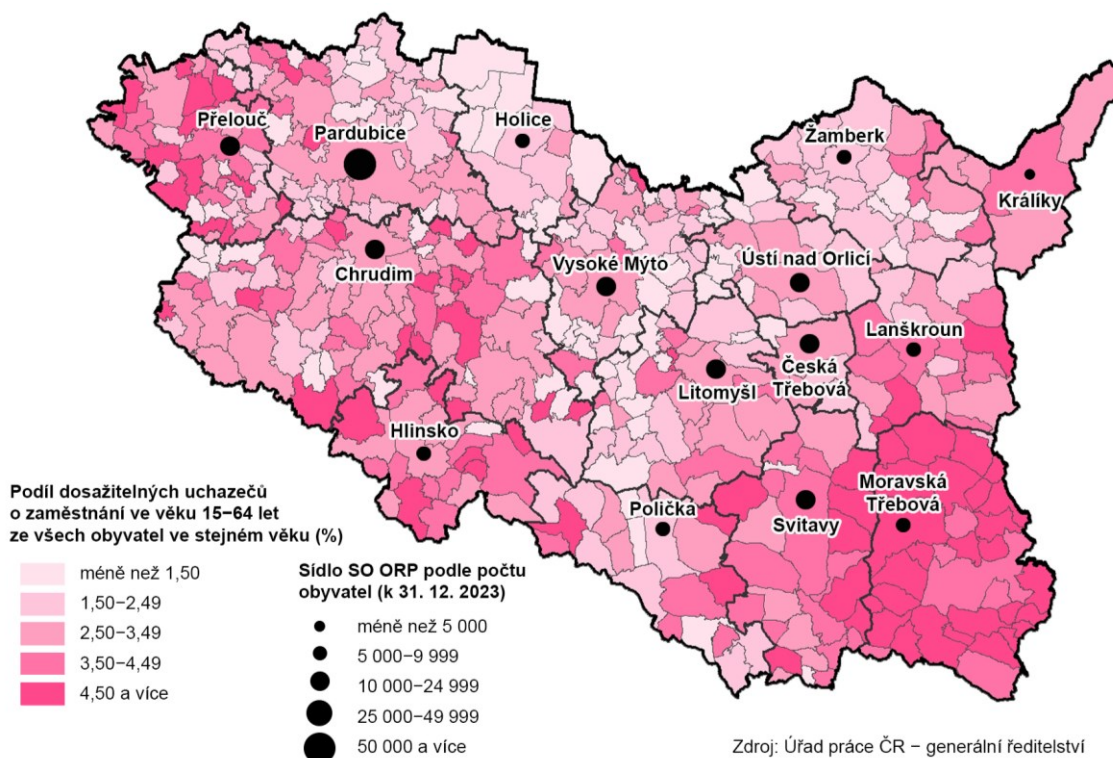 Přelouč
Pardubice
Holice
Žamberk
Králíky
Chrudim
Vysoké Mýto
Ústí nad Orlicí
Lanškroun
Česká
Třebová
Litomyšl
Hlinsko
Moravská
Třebová
Polička
Svitavy
Podíl dosažitelných uchazečů
o zaměstnání ve věku 15–64 let
ze všech obyvatel ve stejném věku (%)
méně než 1,50
1,50–2,49
2,50–3,49
3,50–4,49
4,50 a více
Sídlo SO ORP podle počtu
obyvatel (k 31. 12. 2023)
méně než 5 000
5 000–9 999
10 000–24 999
25 000–49 999
50 000 a více
Zdroj: Úřad práce ČR – generální ředitelství